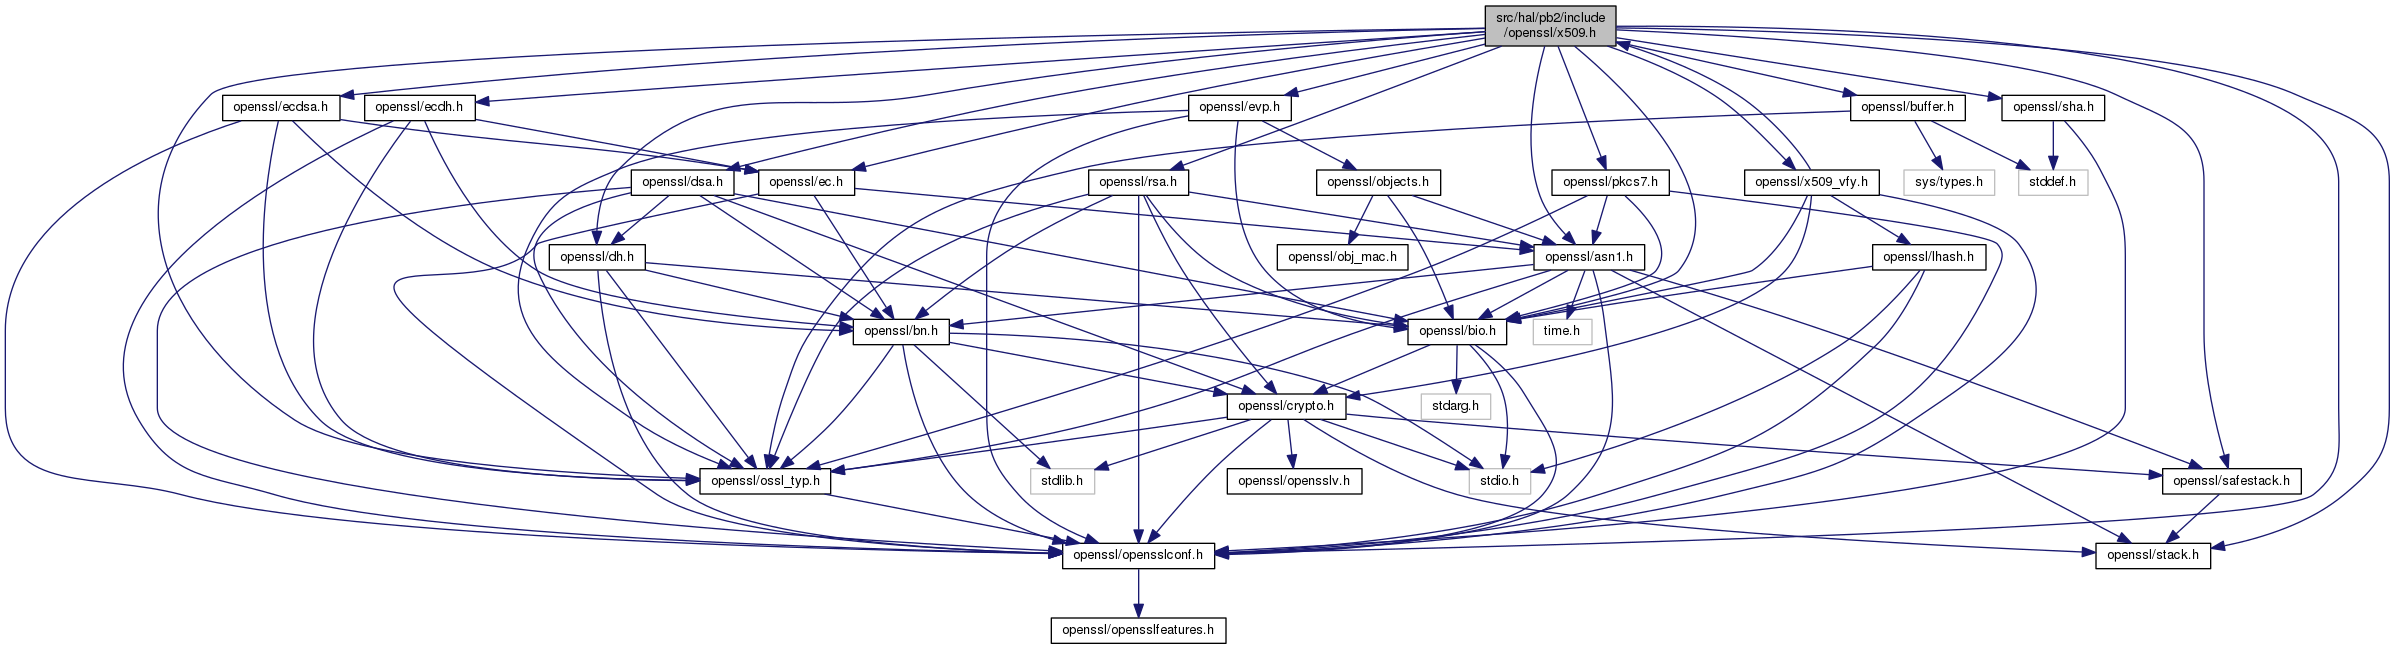 src/hal/pb2/include
/openssl/x509.h
openssl/ecdsa.h
openssl/ecdh.h
openssl/evp.h
openssl/buffer.h
openssl/sha.h
openssl/dsa.h
openssl/ec.h
openssl/rsa.h
openssl/objects.h
openssl/pkcs7.h
openssl/x509_vfy.h
sys/types.h
stddef.h
openssl/dh.h
openssl/obj_mac.h
openssl/asn1.h
openssl/lhash.h
openssl/bn.h
openssl/bio.h
time.h
openssl/crypto.h
stdarg.h
openssl/ossl_typ.h
stdlib.h
openssl/opensslv.h
stdio.h
openssl/safestack.h
openssl/opensslconf.h
openssl/stack.h
openssl/opensslfeatures.h